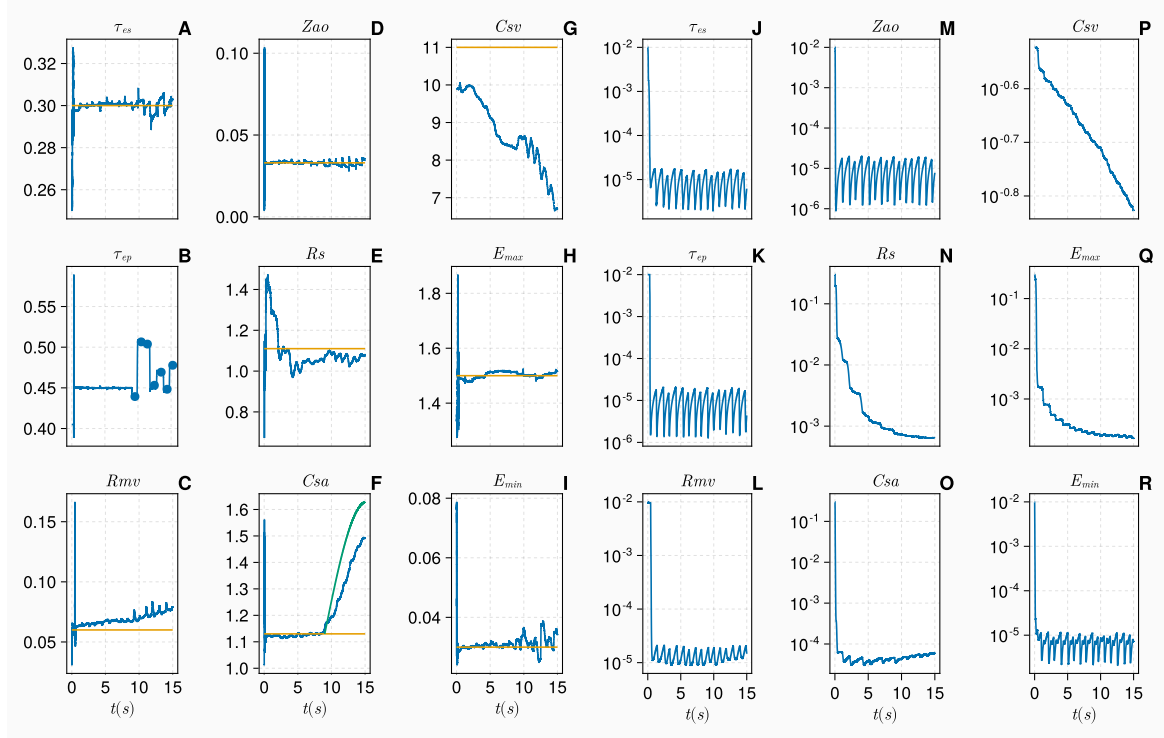 τes A Zao D Csv G τes J Zao M Csv P
0.32 0.30 0.28 0.26
0.10 0.05 0.00
11 10 9 8 7
10^-2 10^-3 10^-4 10^-5
10^-2 10^-3 10^-4 10^-5 10^-6
10^-0.6 10^-0.7 10^-0.8
τep B Rs E Emax H τep K Rs N Emax Q
0.55 0.50 0.45 0.40
1.4 1.2 1.0 0.8
1.8 1.6 1.4
10^-2 10^-3 10^-4 10^-5 10^-6
10^-1 10^-2 10^-3
10^-1 10^-2 10^-3
Rmv C Csa F Emin I Rmv L Csa O Emin R
0.15 0.10 0.05
1.6 1.5 1.4 1.3 1.2 1.1 1.0
0.08 0.06 0.04
10^-2 10^-3 10^-4 10^-5
10^-1 10^-2 10^-3 10^-4
10^-2 10^-3 10^-4 10^-5
0 5 10 15 0 5 10 15 0 5 10 15 0 5 10 15 0 5 10 15 0 5 10 15
t(s) t(s) t(s) t(s) t(s) t(s)